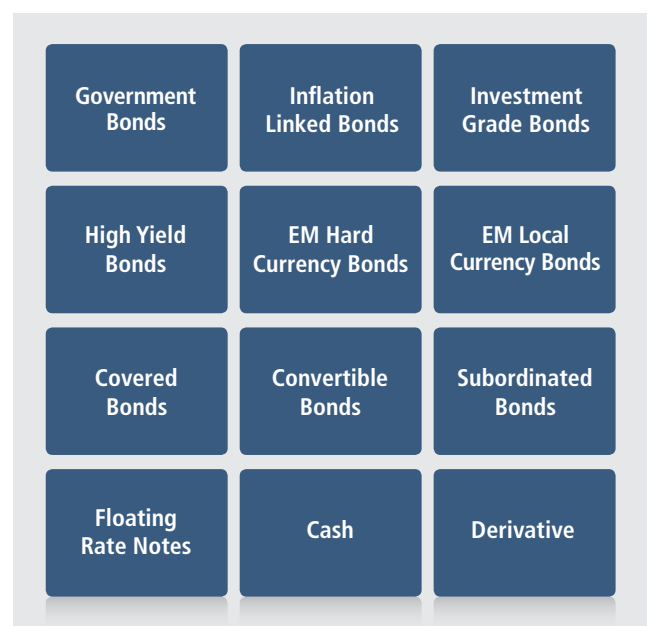 Government
Bonds
Inflation
Linked Bonds
Investment
Grade Bonds
High Yield
Bonds
EM Hard
Currency Bonds
EM Local
Currency Bonds
Covered
Bonds
Convertible
Bonds
Subordinated
Bonds
Floating
Rate Notes
Cash
Derivative